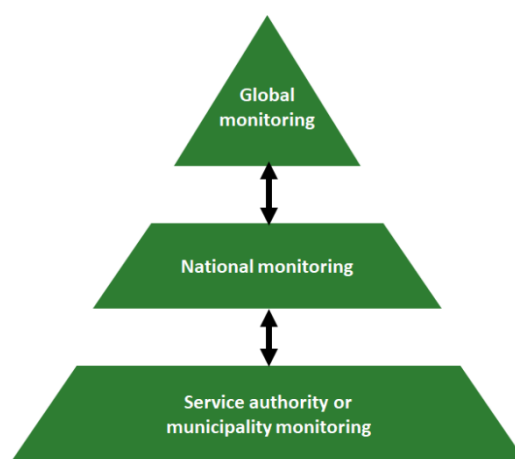 Global
monitoring
National monitoring
Service authority or
municipality monitoring